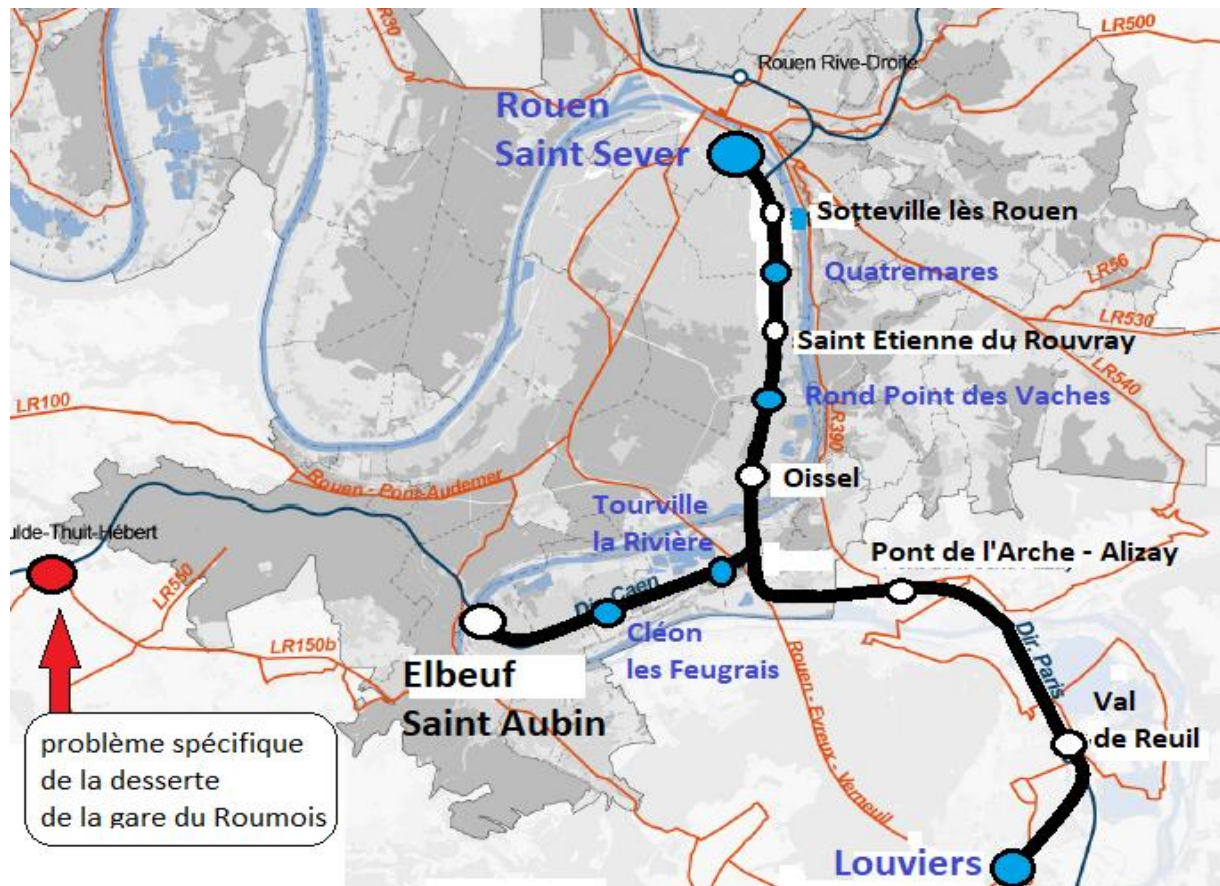 LR30
LR500
Rouen Rive-Droite
Rouen
Saint Sever
Sotteville lès Rouen
Quatremares
LR56
LR530
Saint Etienne du Rouvray
LR540
Rond Point des Vaches
LR390
LR100
Rouen - Pont-Audemer
Oissel
Tourville
la Rivière
ulde-Thuit-Hébert
Pont de l'Arche - Alizay
LR550
Dir. Caen
Cléon
les Feugrais
LR150b
Elbeuf
Saint Aubin
Dir. Paris
Rouen - Evreux - Verneuil
Val
de Reuil
problème spécifique
de la desserte
de la gare du Roumois
Louviers